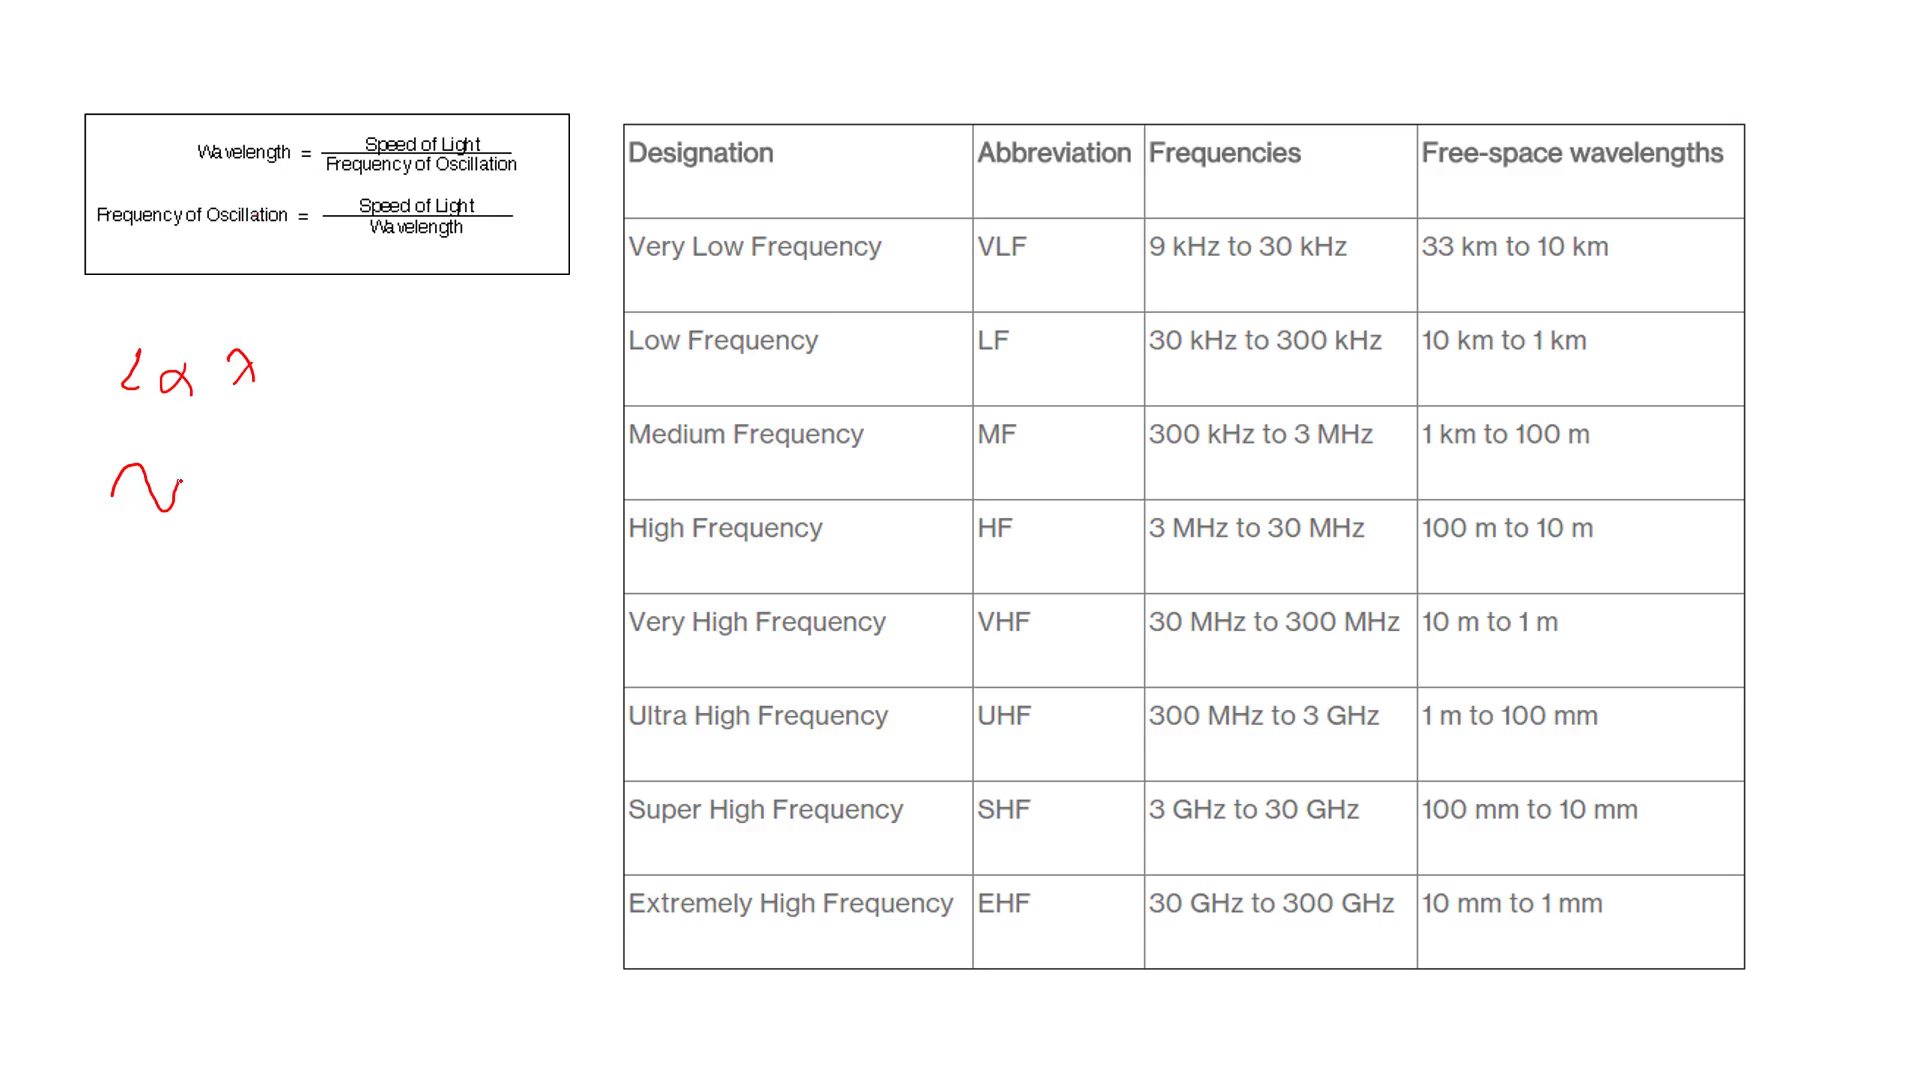 Wavelength = Speed of Light
Frequency of Oscillation
Frequency of Oscillation = Speed of Light
Wavelength
l α λ
Designation Abbreviation Frequencies Free-space wavelengths
Very Low Frequency VLF 9 kHz to 30 kHz 33 km to 10 km
Low Frequency LF 30 kHz to 300 kHz 10 km to 1 km
Medium Frequency MF 300 kHz to 3 MHz 1 km to 100 m
High Frequency HF 3 MHz to 30 MHz 100 m to 10 m
Very High Frequency VHF 30 MHz to 300 MHz 10 m to 1 m
Ultra High Frequency UHF 300 MHz to 3 GHz 1 m to 100 mm
Super High Frequency SHF 3 GHz to 30 GHz 100 mm to 10 mm
Extremely High Frequency EHF 30 GHz to 300 GHz 10 mm to 1 mm